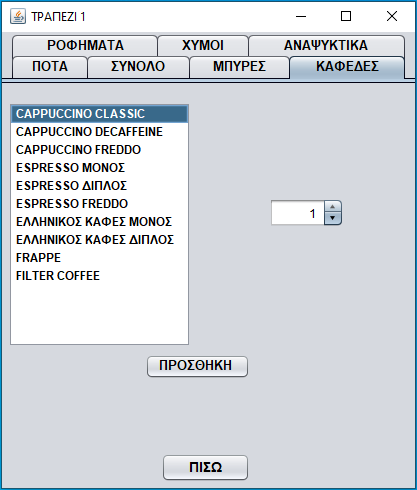 ΤΡΑΠΕΖΙ 1
ΡΟΦΗΜΑΤΑ ΧΥΜΟΙ ΑΝΑΨΥΚΤΙΚΑ
ΠΟΤΑ ΣΥΝΟΛΟ ΜΠΥΡΕΣ ΚΑΦΕΔΕΣ
CAPPUCCINO CLASSIC
CAPPUCCINO DECAFFEINE
CAPPUCCINO FREDDO
ESPRESSO ΜΟΝΟΣ
ESPRESSO ΔΙΠΛΟΣ
ESPRESSO FREDDO
ΕΛΛΗΝΙΚΟΣ ΚΑΦΕΣ ΜΟΝΟΣ
ΕΛΛΗΝΙΚΟΣ ΚΑΦΕΣ ΔΙΠΛΟΣ
FRAPPE
FILTER COFFEE
1
ΠΡΟΣΘΗΚΗ
ΠΙΣΩ